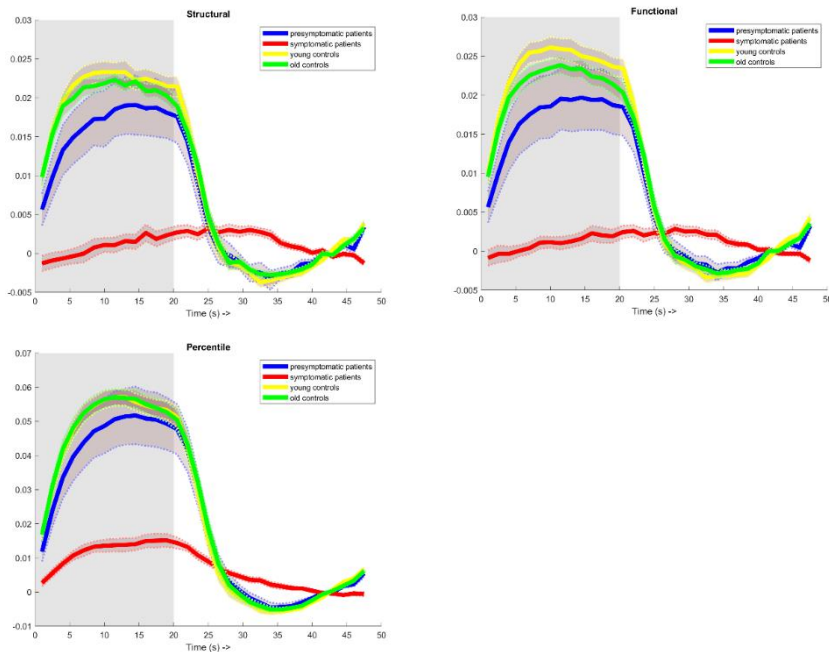 Structural
presymptomatic patients
symptomatic patients
young controls
old controls
0.03
0.025
0.02
0.015
0.01
0.005
0
-0.005
0 5 10 15 20 25 30 35 40 45 50
Time (s) ->
Functional
presymptomatic patients
symptomatic patients
young controls
old controls
0.03
0.025
0.02
0.015
0.01
0.005
0
-0.005
0 5 10 15 20 25 30 35 40 45 50
Time (s) ->
Percentile
presymptomatic patients
symptomatic patients
young controls
old controls
0.07
0.06
0.05
0.04
0.03
0.02
0.01
0
-0.01
0 5 10 15 20 25 30 35 40 45 50
Time (s) ->